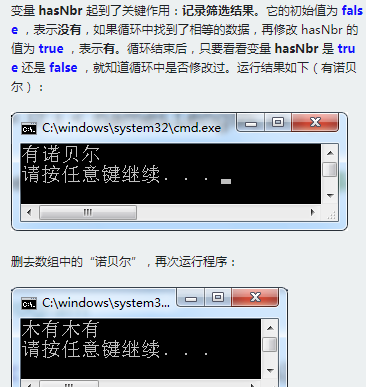 变量 hasNbr 起到了关键作用：记录筛选结果。它的初始值为 fals
e ，表示没有，如果循环中找到了相等的数据，再修改 hasNbr 的
值为 true ，表示有。循环结束后，只要看看变量 hasNbr 是 tru
e 还是 false ，就知道循环中是否修改过。运行结果如下（有诺贝
尔）：
C:\windows\system32\cmd.exe
有诺贝尔
请按任意键继续. . .
删去数组中的“诺贝尔”，再次运行程序：
C:\windows\system3...
木有木有
请按任意键继续. . .